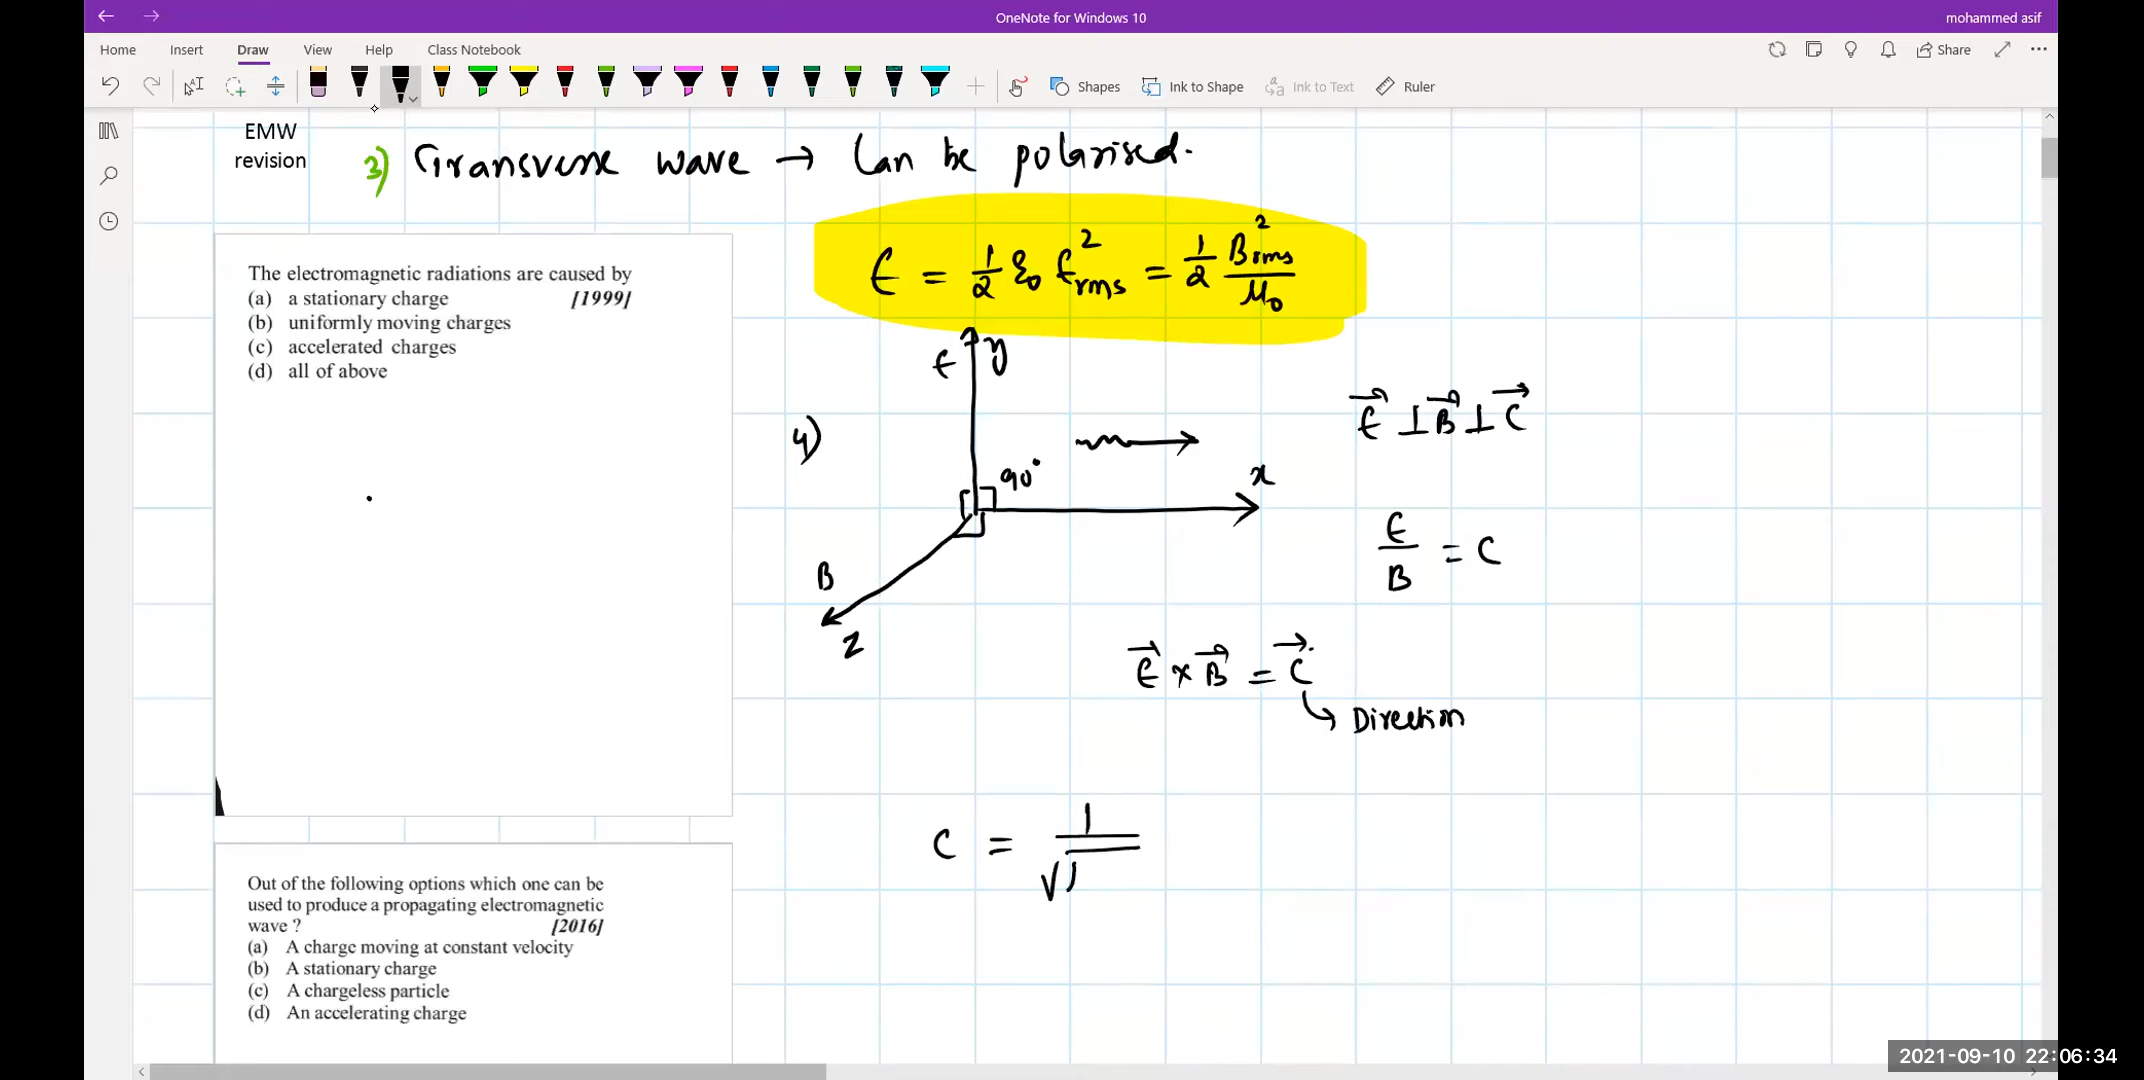 OneNote for Windows 10
mohammed asif
Home Insert Draw View Help Class Notebook
Share
Shapes Ink to Shape Ink to Text Ruler
EMW
revision
3) Transverse wave → Can be polarised.
E = 1/2 ε₀ E²rms = 1/2 B²rms/μ₀
The electromagnetic radiations are caused by
(a) a stationary charge [1999]
(b) uniformly moving charges
(c) accelerated charges
(d) all of above
E y
4)
90°
x
B
z
E⃗ ⊥ B⃗ ⊥ C⃗
E/B = C
E⃗ × B⃗ = C⃗
↳ Direction
C = 1/√
Out of the following options which one can be
used to produce a propagating electromagnetic
wave ? [2016]
(a) A charge moving at constant velocity
(b) A stationary charge
(c) A chargeless particle
(d) An accelerating charge
2021-09-10 22:06:34